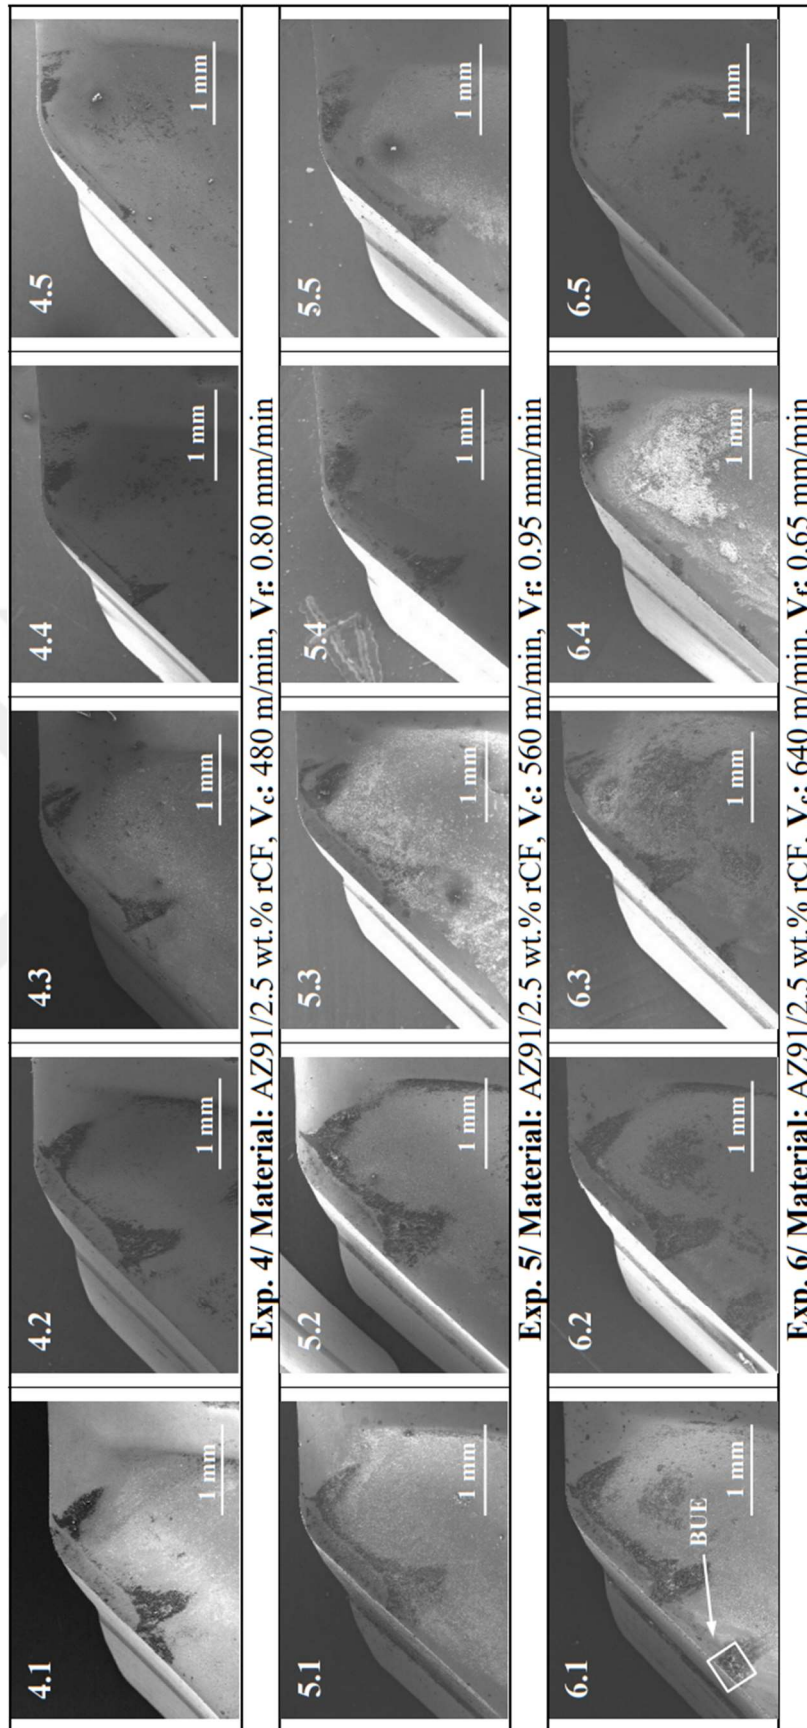 4.1 4.2 4.3 4.4 4.5
1 mm 1 mm 1 mm 1 mm 1 mm
Exp. 4/ Material: AZ91/2.5 wt.% rCF, Vc: 480 m/min, Vf: 0.80 mm/min
5.1 5.2 5.3 5.4 5.5
1 mm 1 mm 1 mm 1 mm 1 mm
Exp. 5/ Material: AZ91/2.5 wt.% rCF, Vc: 560 m/min, Vf: 0.95 mm/min
6.1 6.2 6.3 6.4 6.5
BUE
1 mm 1 mm 1 mm 1 mm 1 mm
Exp. 6/ Material: AZ91/2.5 wt.% rCF, Vc: 640 m/min, Vf: 0.65 mm/min